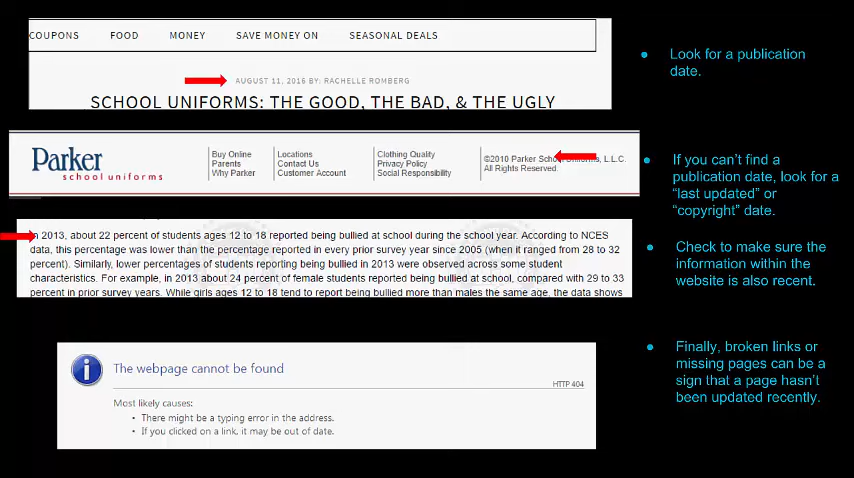 COUPONS FOOD MONEY SAVE MONEY ON SEASONAL DEALS
AUGUST 11, 2016 BY: RACHELLE ROMBERG
SCHOOL UNIFORMS: THE GOOD, THE BAD, & THE UGLY
Look for a publication
date.
Parker
school uniforms
Buy Online
Parents
Why Parker
Locations
Contact Us
Customer Account
Clothing Quality
Privacy Policy
Social Responsibility
©2010 Parker School Uniforms, L.L.C.
All Rights Reserved.
If you can't find a
publication date, look for a
“last updated” or
“copyright” date.
In 2013, about 22 percent of students ages 12 to 18 reported being bullied at school during the school year. According to NCES
data, this percentage was lower than the percentage reported in every prior survey year since 2005 (when it ranged from 28 to 32
percent). Similarly, lower percentages of students reporting being bullied in 2013 were observed across some student
characteristics. For example, in 2013 about 24 percent of female students reported being bullied at school, compared with 29 to 33
percent in prior survey years. While girls ages 12 to 18 tend to report being bullied more than males the same age, the data shows
Check to make sure the
information within the
website is also recent.
The webpage cannot be found
HTTP 404
Most likely causes:
• There might be a typing error in the address.
• If you clicked on a link, it may be out of date.
Finally, broken links or
missing pages can be a
sign that a page hasn't
been updated recently.